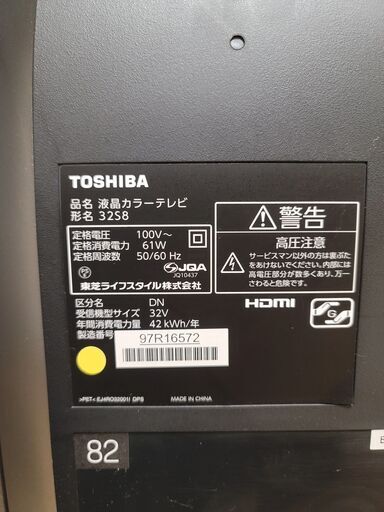 TOSHIBA
品名 液晶カラーテレビ
形名 32S8
定格電圧 100V～
定格消費電力 61W
定格周波数 50/60 Hz
JQA
JQ10437
PS
E
東芝ライフスタイル株式会社
警告
高圧注意
サービスマン以外の方は裏ぶた
をあけないでください。内部には
高電圧部分が数多くあり、万一
さわると危険です。
区分名 DN
受信機型サイズ 32V
年間消費電力量 42 kWh/年
製造番号
97R16572
HDMI
G
>PET<
MADE IN CHINA
82